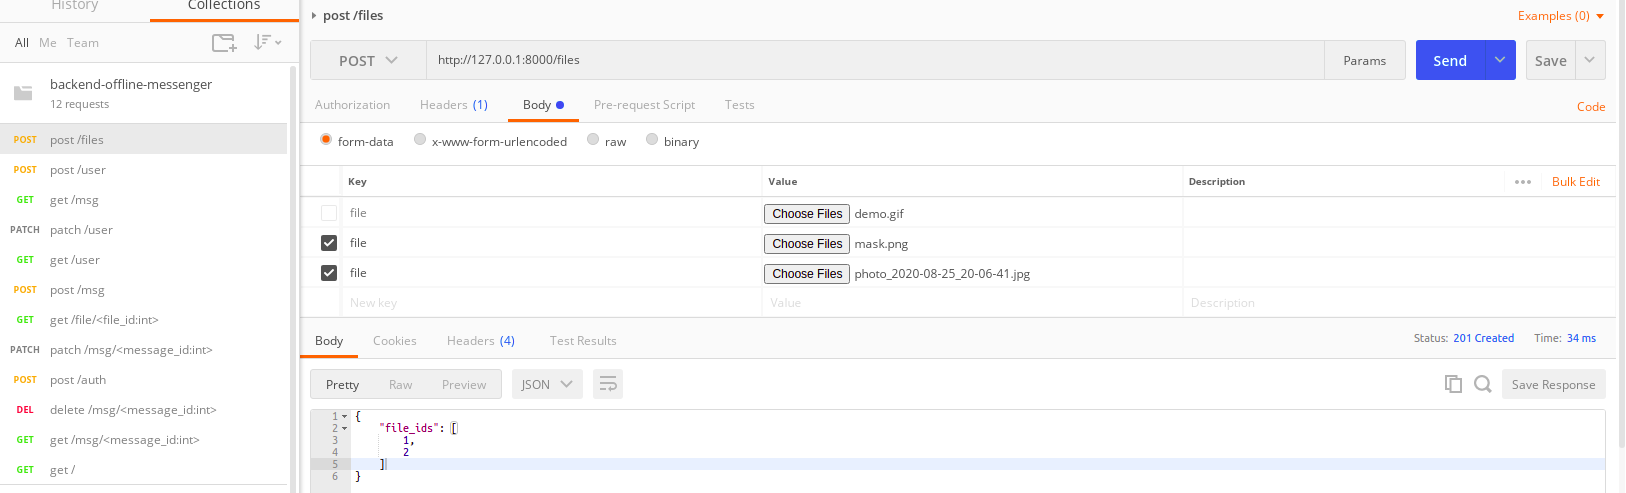 History Collections
All Me Team
backend-offline-messenger
12 requests
POST post /files
POST post /user
GET get /msg
PATCH patch /user
GET get /user
POST post /msg
GET get /file/<file_id:int>
PATCH patch /msg/<message_id:int>
POST post /auth
DEL delete /msg/<message_id:int>
GET get /msg/<message_id:int>
GET get /
post /files Examples (0)
POST http://127.0.0.1:8000/files Params Send Save
Authorization Headers (1) Body Pre-request Script Tests Code
form-data x-www-form-urlencoded raw binary
Key Value Description ••• Bulk Edit
file Choose Files demo.gif
file Choose Files mask.png
file Choose Files photo_2020-08-25_20-06-41.jpg
New key Value Description
Body Cookies Headers (4) Test Results Status: 201 Created Time: 34 ms
Pretty Raw Preview JSON Save Response
1 {
2 "file_ids": [
3 1,
4 2
5 ]
6 }